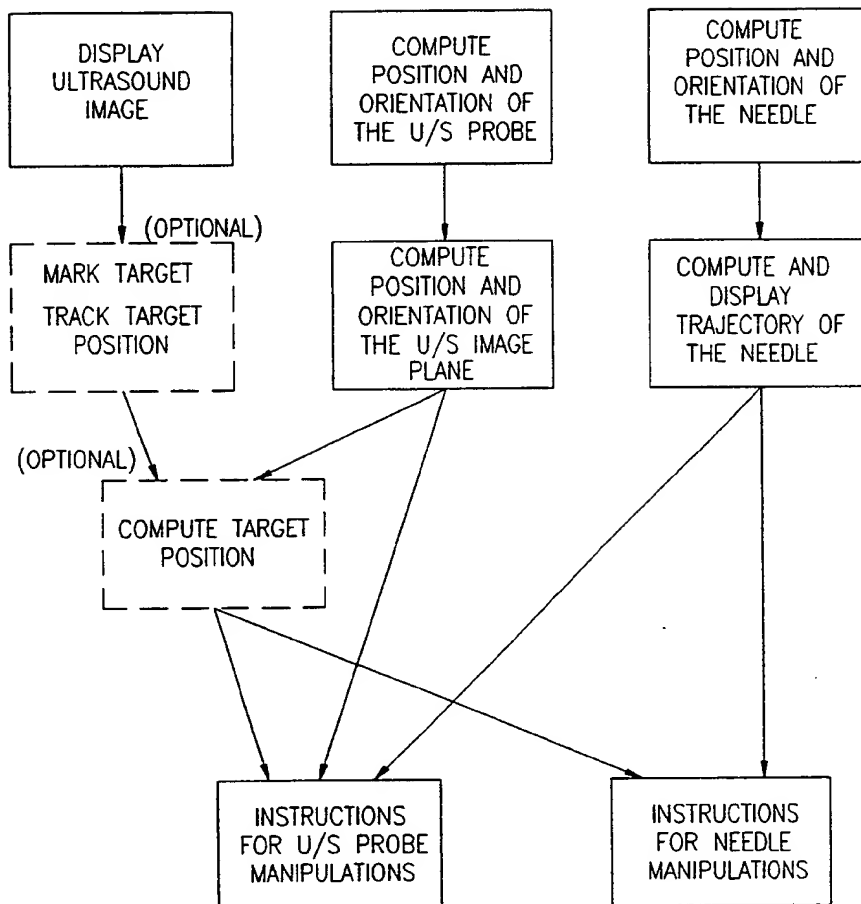 DISPLAY
ULTRASOUND
IMAGE
COMPUTE
POSITION AND
ORIENTATION OF
THE U/S PROBE
COMPUTE
POSITION AND
ORIENTATION OF
THE NEEDLE
(OPTIONAL)
MARK TARGET
TRACK TARGET
POSITION
COMPUTE
POSITION AND
ORIENTATION OF
THE U/S IMAGE
PLANE
COMPUTE AND
DISPLAY
TRAJECTORY OF
THE NEEDLE
(OPTIONAL)
COMPUTE TARGET
POSITION
INSTRUCTIONS
FOR U/S PROBE
MANIPULATIONS
INSTRUCTIONS
FOR NEEDLE
MANIPULATIONS